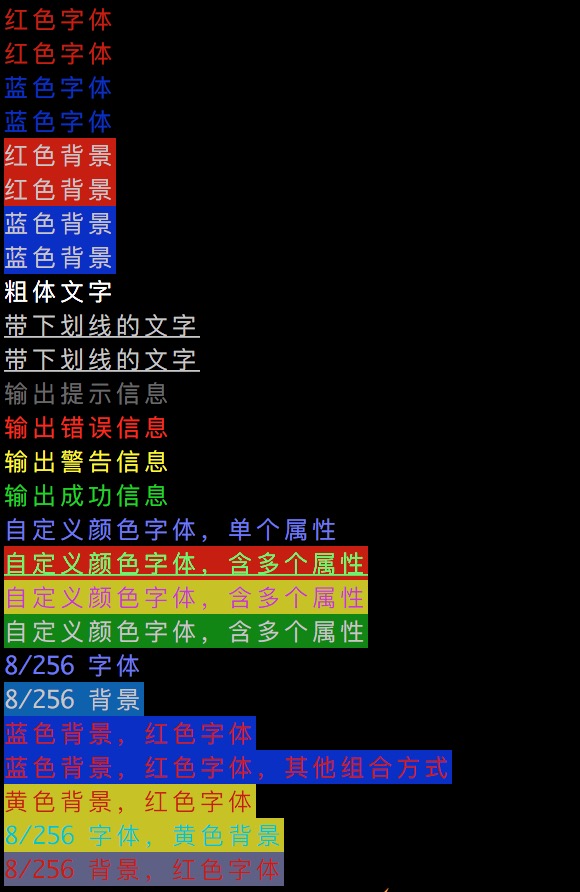 红色字体
红色字体
蓝色字体
蓝色字体
红色背景
红色背景
蓝色背景
蓝色背景
粗体文字
带下划线的文字
带下划线的文字
输出提示信息
输出错误信息
输出警告信息
输出成功信息
自定义颜色字体，单个属性
自定义颜色字体，含多个属性
自定义颜色字体，含多个属性
自定义颜色字体，含多个属性
8/256 字体
8/256 背景
蓝色背景，红色字体
蓝色背景，红色字体，其他组合方式
黄色背景，红色字体
8/256 字体，黄色背景
8/256 背景，红色字体